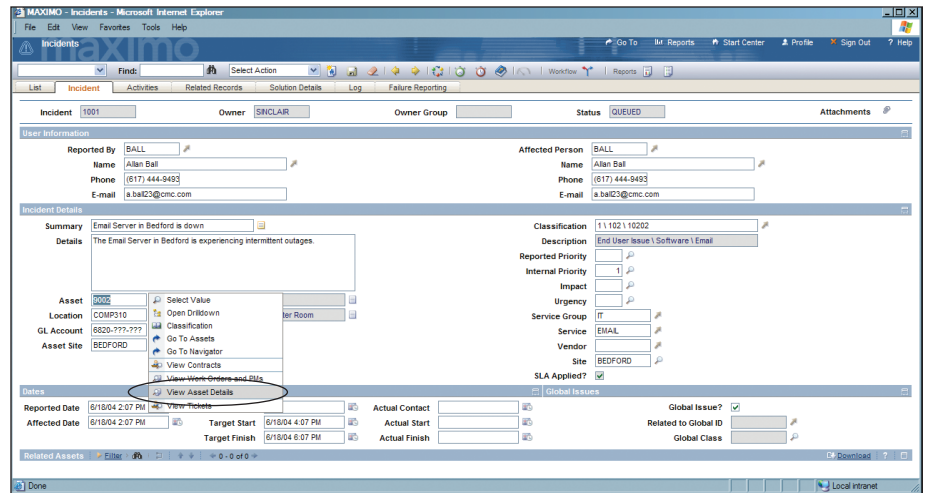 MAXIMO - Incidents - Microsoft Internet Explorer
File Edit View Favorites Tools Help
Incidents maximo Go To Reports Start Center Profile Sign Out ? Help
Find: Select Action Workflow Reports
List Incident Activities Related Records Solution Details Log Failure Reporting
Incident 1001 Owner SINCLAIR Owner Group Status QUEUED Attachments
User Information
Reported By BALL Affected Person BALL
Name Allan Ball Name Allan Ball
Phone (617) 444-9493 Phone (617) 444-9493
E-mail a.ball23@cmc.com E-mail a.ball23@cmc.com
Incident Details
Summary Email Server in Bedford is down Classification 1 \ 102 \ 10202
Details The Email Server in Bedford is experiencing intermittent outages. Description End User Issue \ Software \ Email
Reported Priority
Internal Priority 1
Impact
Asset 9002 Select Value Urgency
Location COMP310 Open Drilldown ter Room Service Group IT
Classification
GL Account 6820-???-??? Go To Assets Service EMAIL
Asset Site BEDFORD Go To Navigator Vendor
View Contracts Site BEDFORD
View Work Orders and PMs SLA Applied?
Dates View Asset Details Global Issues
Reported Date 6/18/04 2:07 PM View Tickets Actual Contact Global Issue?
Affected Date 6/18/04 2:07 PM Target Start 6/18/04 4:07 PM Actual Start Related to Global ID
Target Finish 6/18/04 6:07 PM Actual Finish Global Class
Related Assets Filter 0 - 0 of 0 Download ?
Done Local intranet